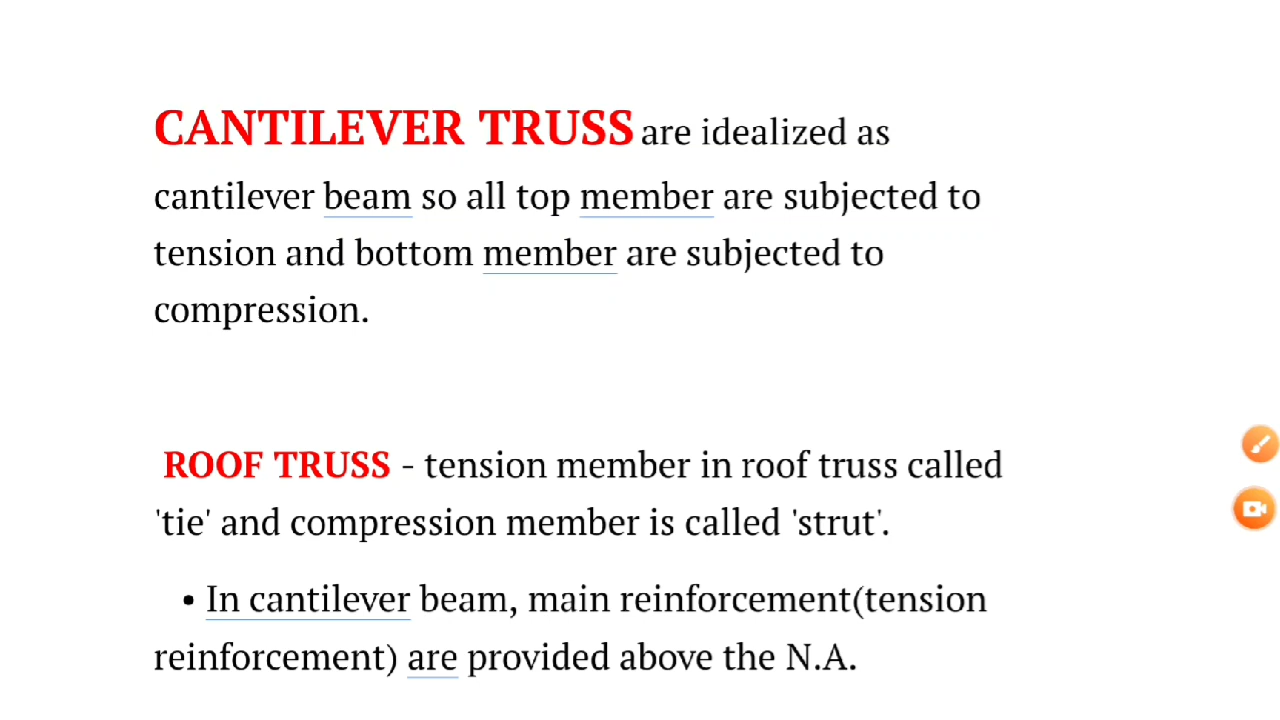 CANTILEVER TRUSS are idealized as
cantilever beam so all top member are subjected to
tension and bottom member are subjected to
compression.
ROOF TRUSS - tension member in roof truss called
'tie' and compression member is called 'strut'.
• In cantilever beam, main reinforcement(tension
reinforcement) are provided above the N.A.